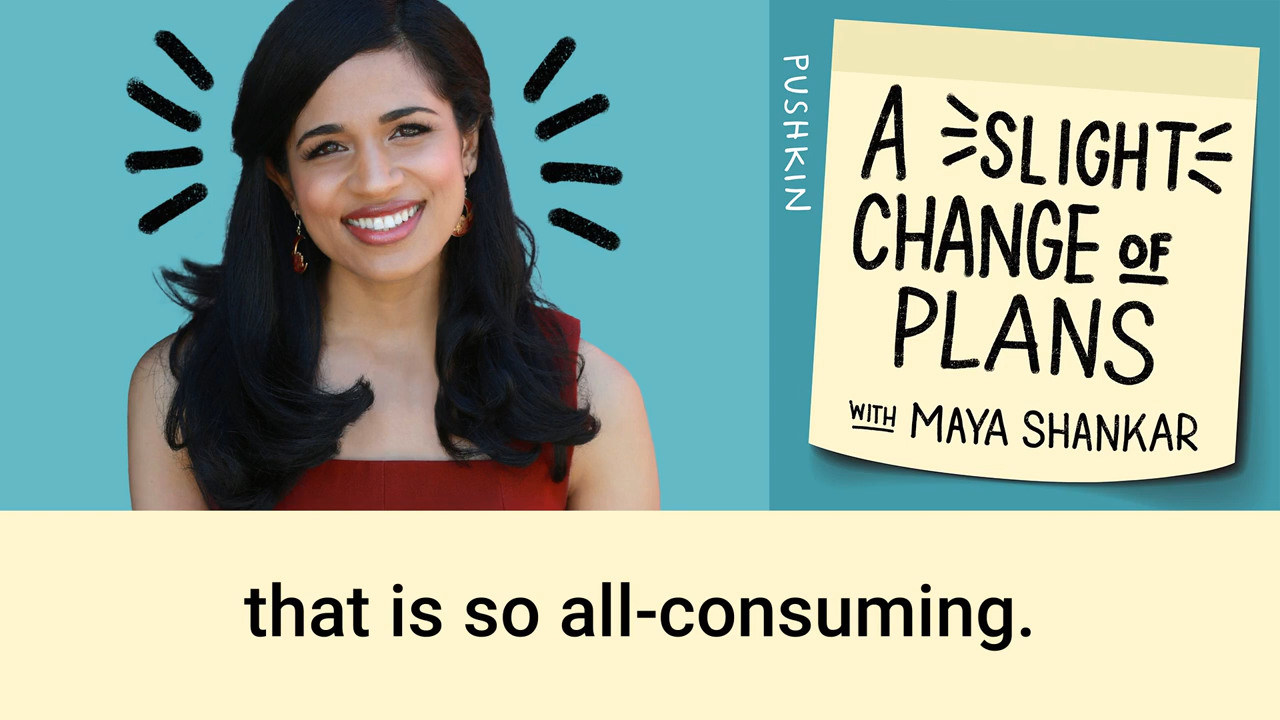 PUSHKIN
A SLIGHT
CHANGE OF
PLANS
WITH MAYA SHANKAR
that is so all-consuming.